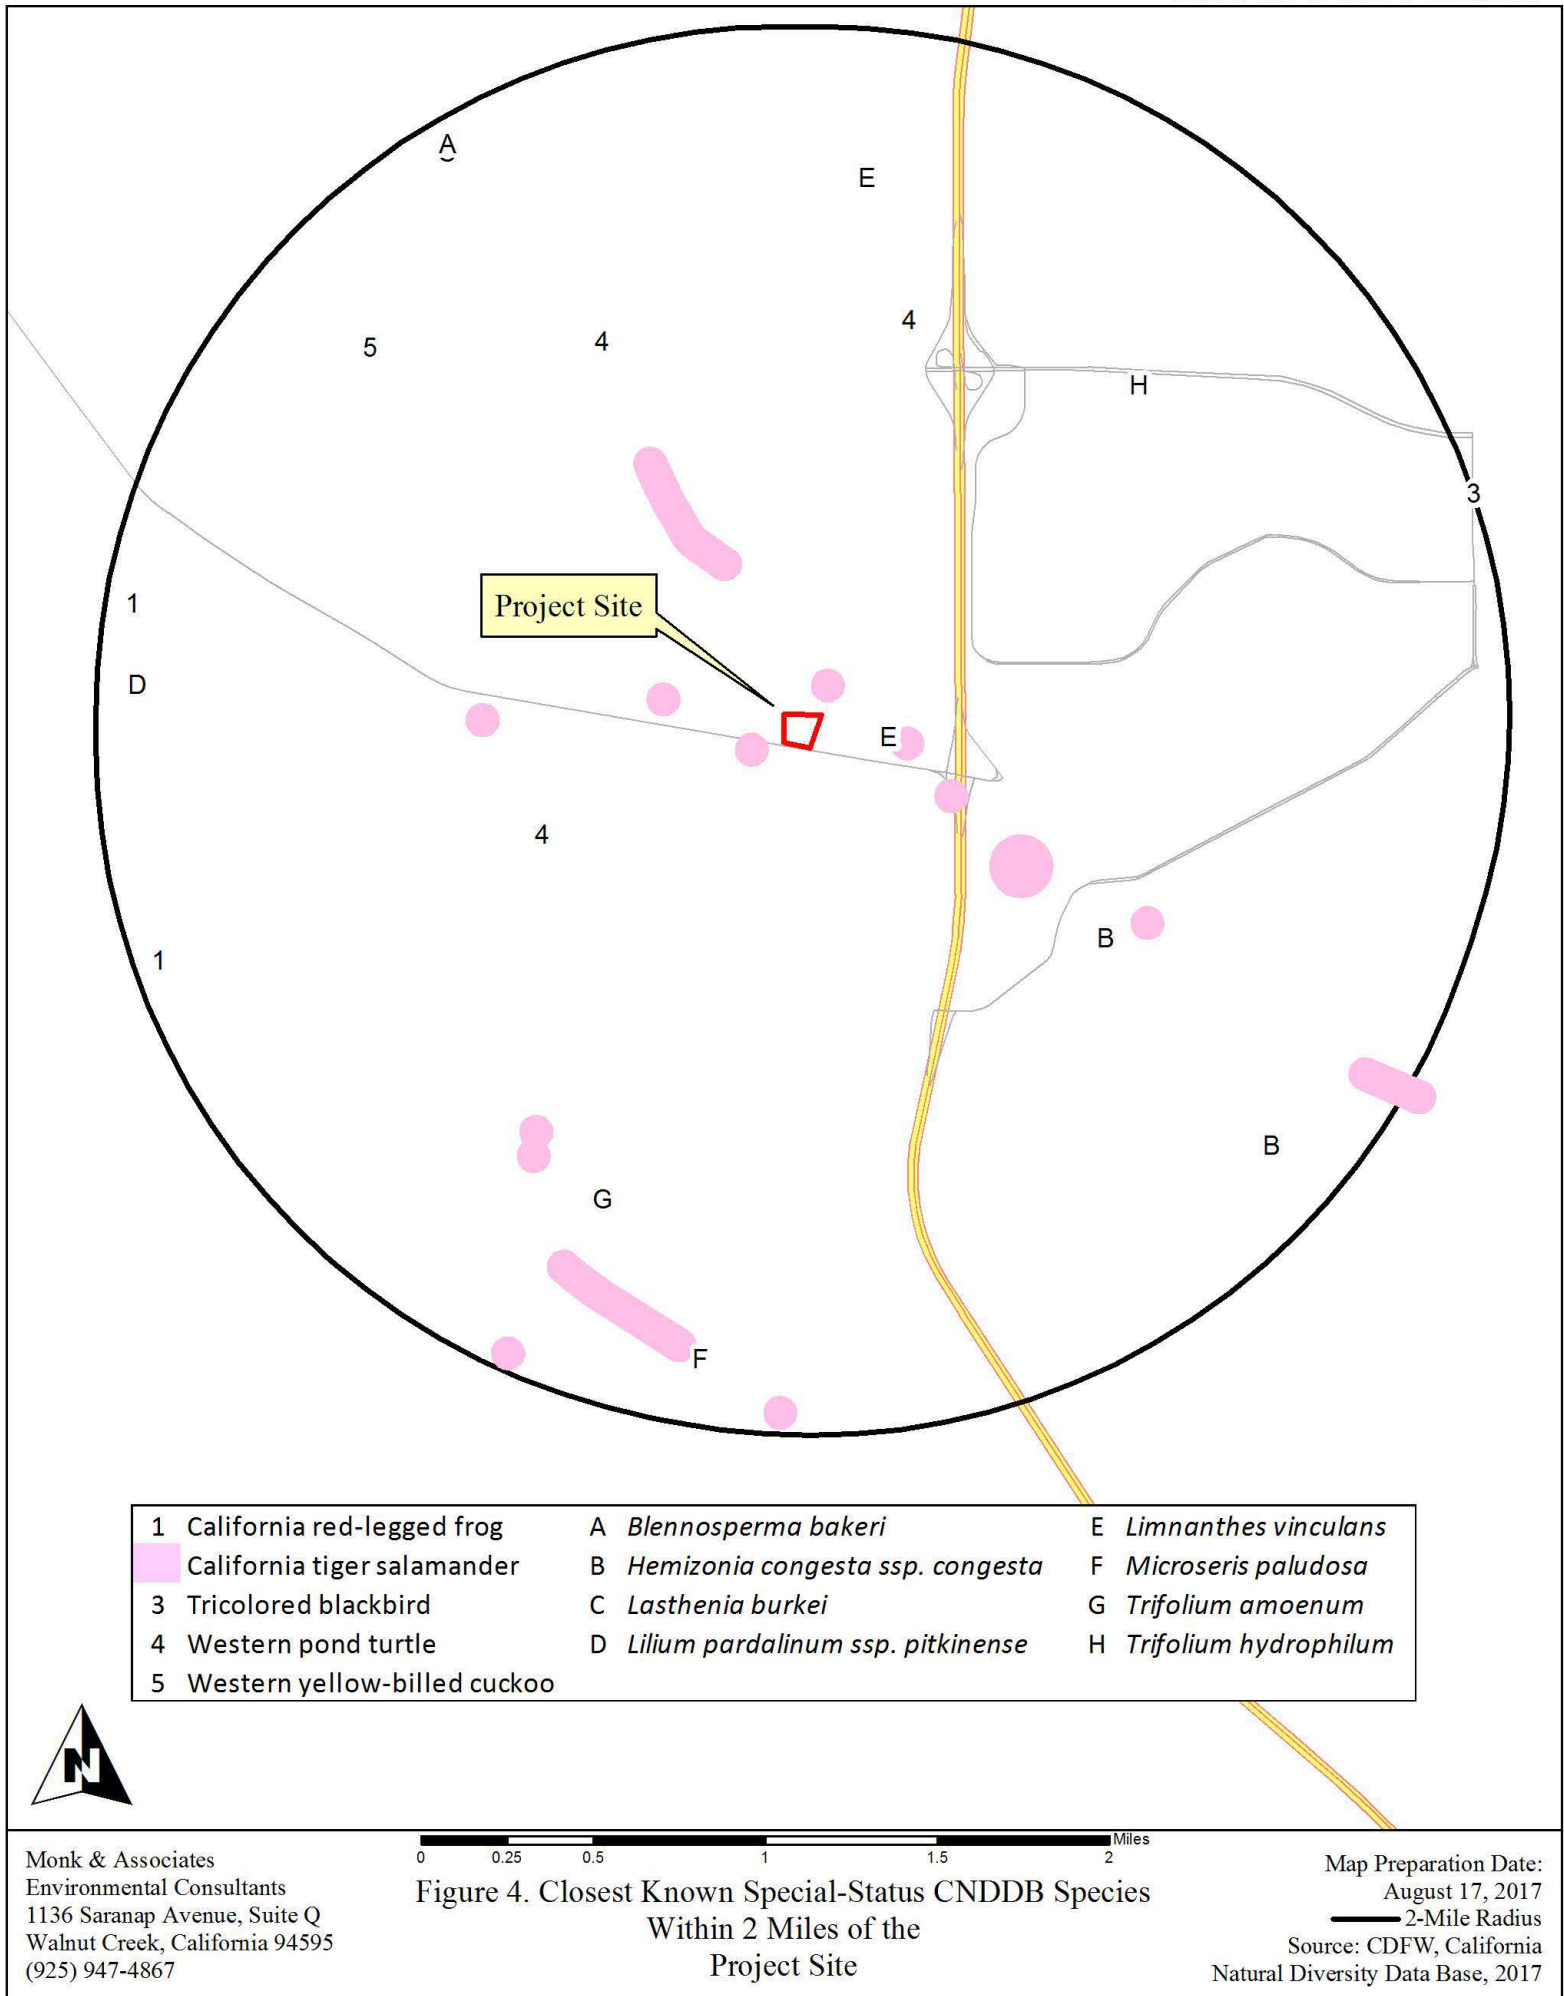 A
E
4
5
4
H
3
1
Project Site
D
E
4
B
1
B
G
F
1 California red-legged frog
California tiger salamander
3 Tricolored blackbird
4 Western pond turtle
5 Western yellow-billed cuckoo
A Blennosperma bakeri
B Hemizonia congesta ssp. congesta
C Lasthenia burkei
D Lilium pardalinum ssp. pitkinense
E Limnanthes vinculans
F Microseris paludosa
G Trifolium amoenum
H Trifolium hydrophilum
N
Monk & Associates
Environmental Consultants
1136 Saranap Avenue, Suite Q
Walnut Creek, California 94595
(925) 947-4867
Miles
0 0.25 0.5 1 1.5 2
Figure 4. Closest Known Special-Status CNDDB Species
Within 2 Miles of the
Project Site
Map Preparation Date:
August 17, 2017
2-Mile Radius
Source: CDFW, California
Natural Diversity Data Base, 2017